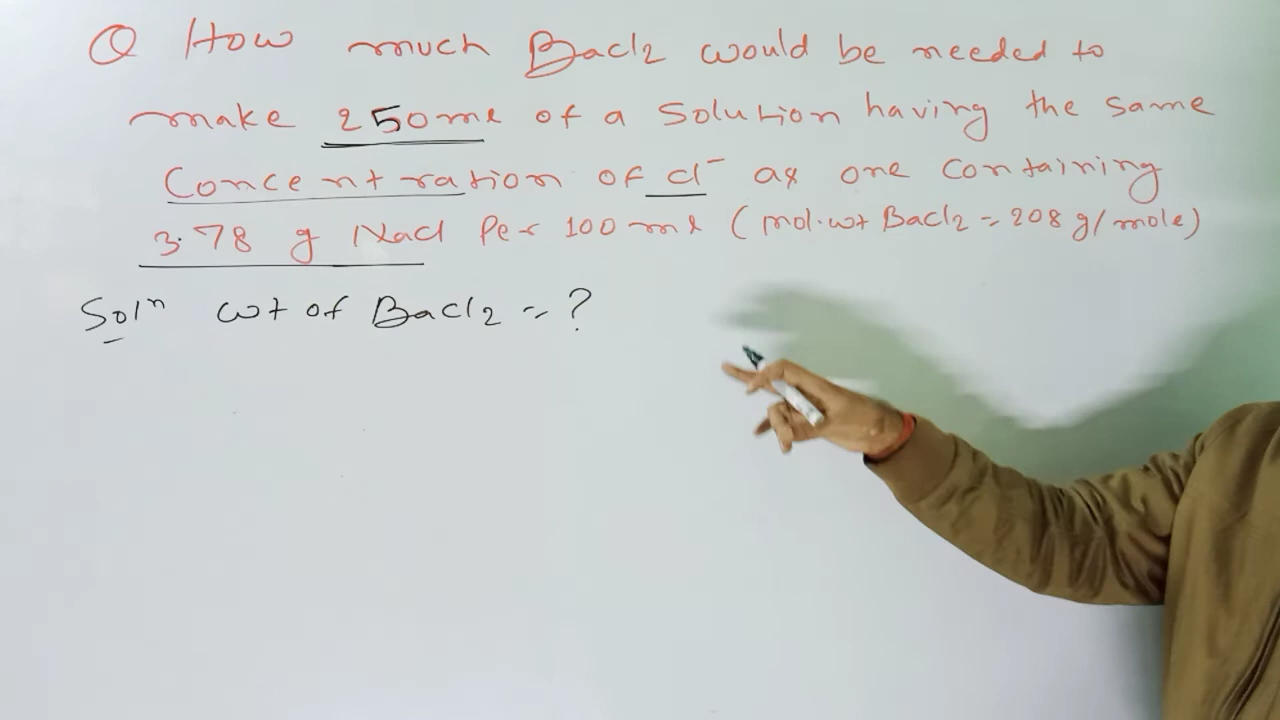 Q How much Bacl2 would be needed to
make 250ml of a Solution having the same
Concentration of cl⁻ as one containing
3.78 g Nacl Per 100 ml (mol.wt Bacl2 = 208 g/mole)
Solⁿ wt of Bacl2 = ?